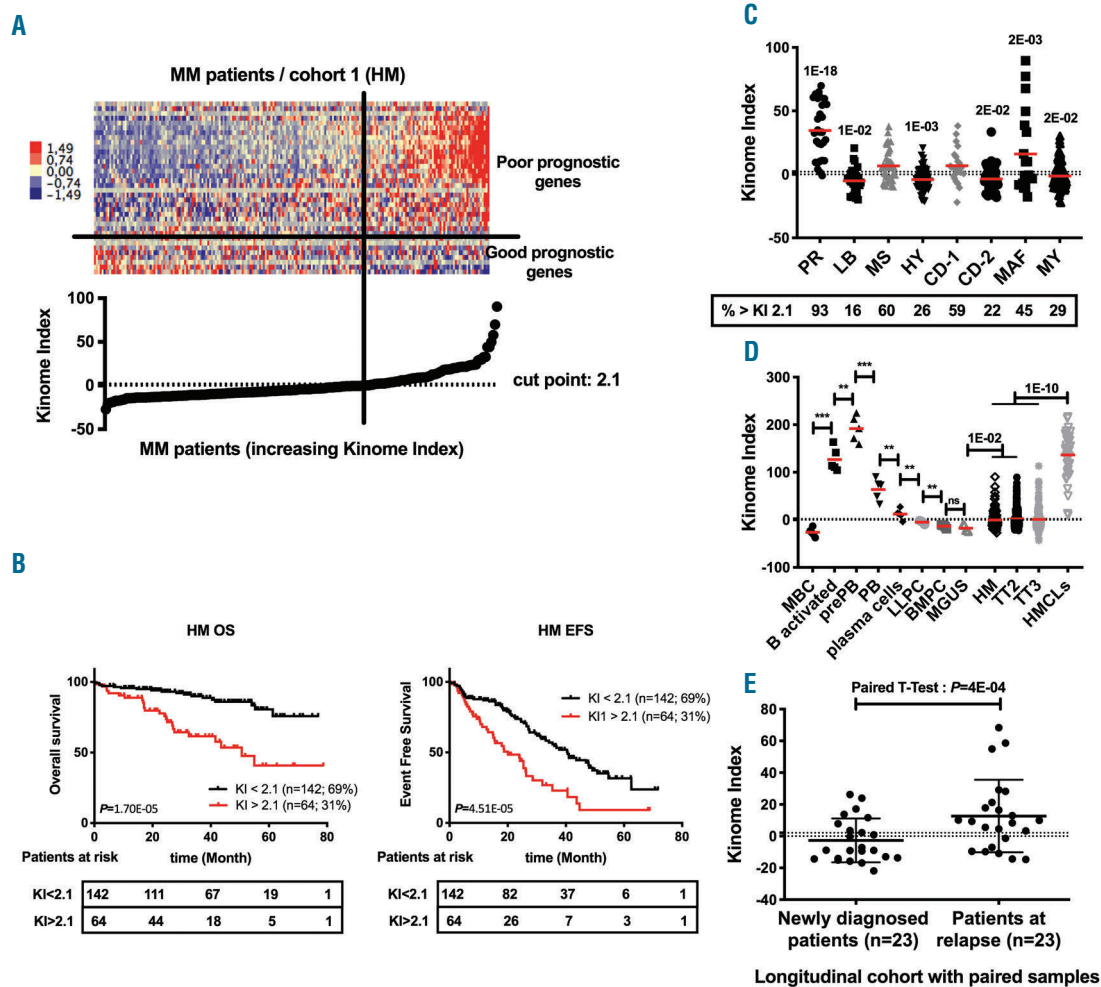 A
MM patients / cohort 1 (HM)
1,49
0,74
0,00
−0,74
−1,49
Poor prognostic
genes
Good prognostic
genes
Kinome Index
100
50
0
-50
cut point: 2.1
MM patients (increasing Kinome Index)
B
HM OS
Overall Survival
100
50
0
KI < 2.1 (n=142; 69%)
KI > 2.1 (n=64; 31%)
P=1.70E-05
0 20 40 60 80
Patients at risk time (Month)
KI<2.1 142 111 67 19 1
KI>2.1 64 44 18 5 1
HM EFS
Event Free Survival
100
50
0
KI < 2.1 (n=142; 69%)
KI1 > 2.1 (n=64; 31%)
P=4.51E-05
0 20 40 60 80
Patients at risk time (Month)
KI<2.1 142 82 37 6 1
KI>2.1 64 26 7 3 1
C
Kinome Index
100
50
0
-50
1E-18
1E-02
1E-03
2E-02
2E-03
2E-02
PR LB MS HY CD-1 CD-2 MAF MY
% > KI 2.1 93 16 60 26 59 22 45 29
D
Kinome Index
300
200
100
0
-100
***
**
***
**
**
**
ns
1E-02
1E-10
MBC
B activated
prePB
PB
plasma cells
LLPC
BMPC
MGUS
HM
TT2
TT3
HMCLs
E
Paired T-Test : P=4E-04
Kinome Index
80
60
40
20
0
-20
-40
Newly diagnosed
patients (n=23)
Patients at
relapse (n=23)
Longitudinal cohort with paired samples